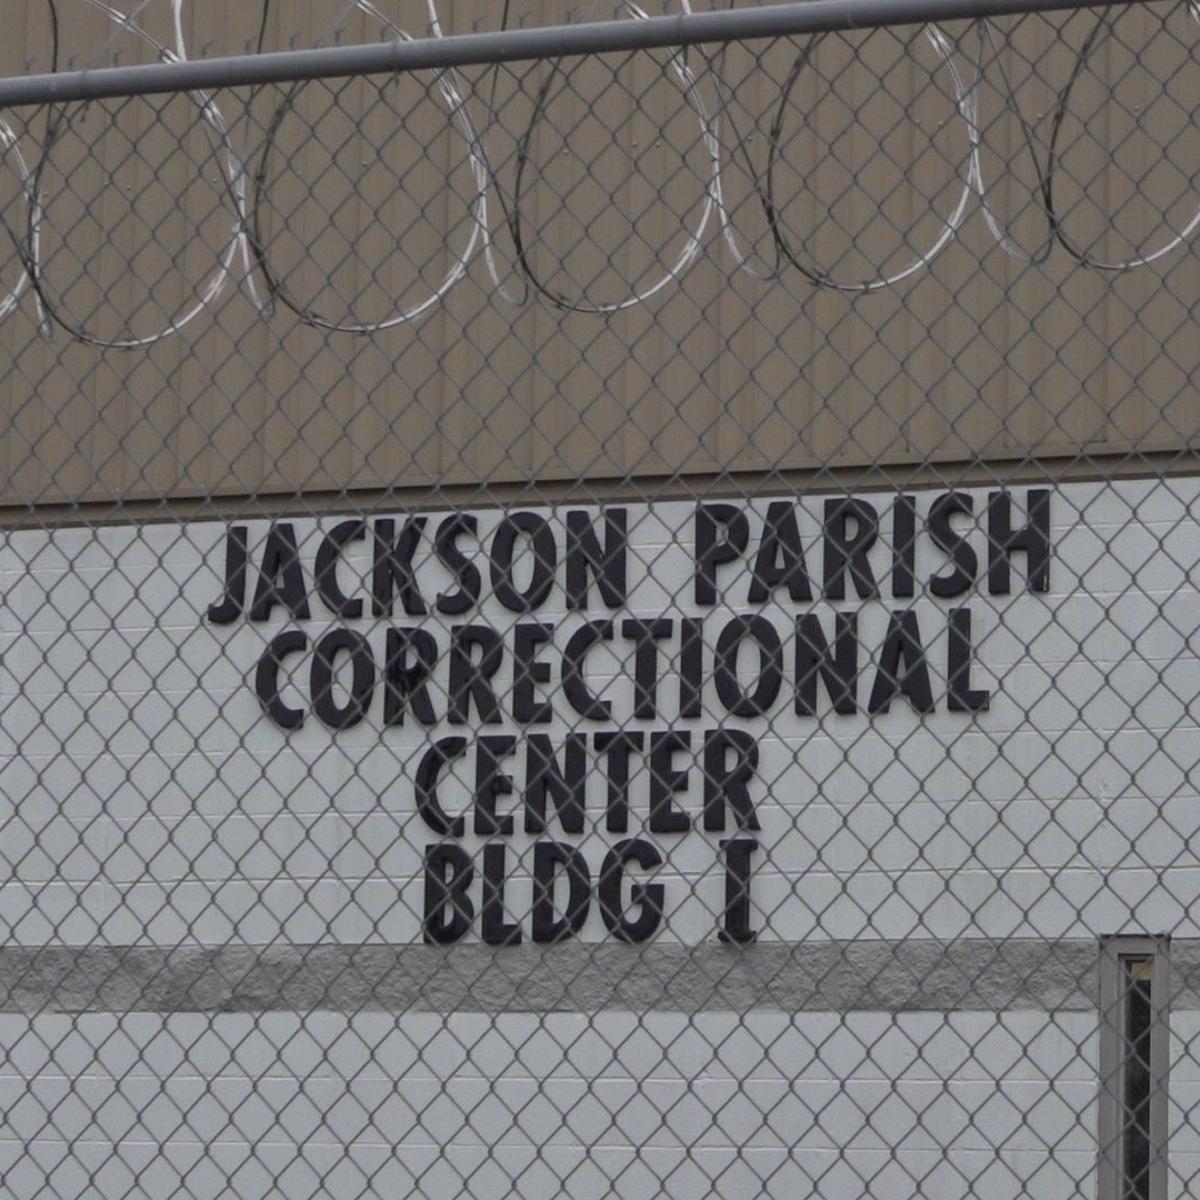 JACKSON PARISH
CORRECTIONAL
CENTER
BLDG I